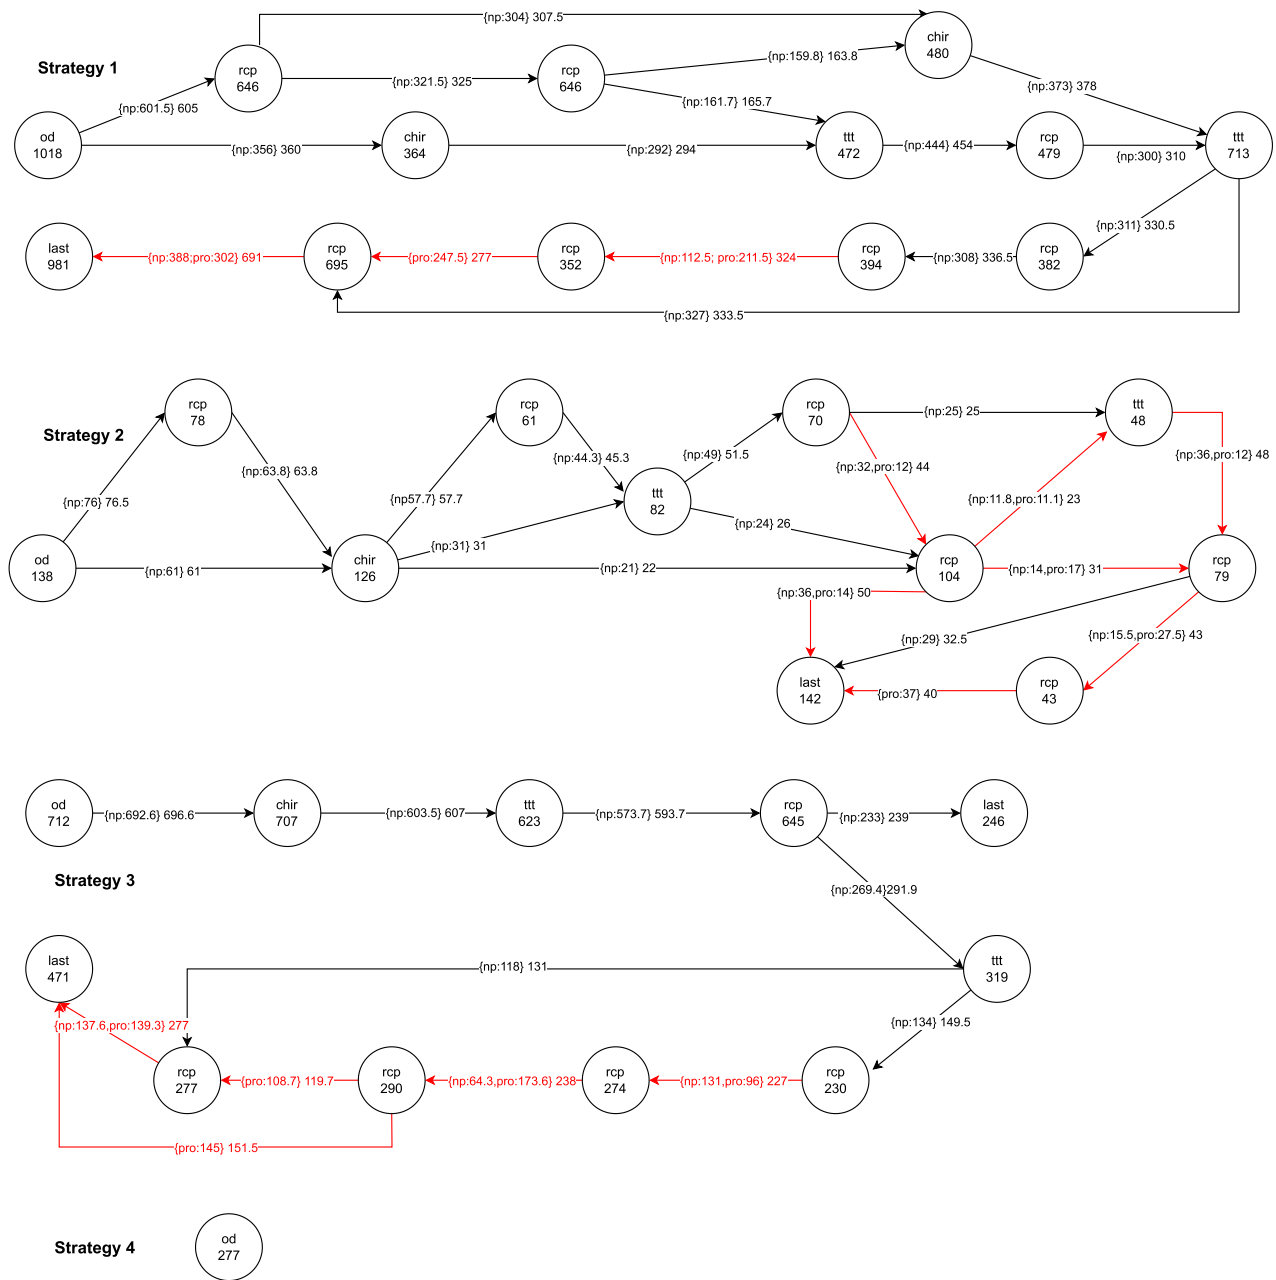 {np:304} 307.5
chir
480
{np:159.8} 163.8
Strategy 1
rcp
646
{np:321.5} 325
rcp
646
{np:373} 378
{np:601.5} 605
{np:161.7} 165.7
od
1018
{np:356} 360
chir
364
{np:292} 294
ttt
472
{np:444} 454
rcp
479
{np:300} 310
ttt
713
{np:311} 330.5
last
981
{np:388;pro:302} 691
rcp
695
{pro:247.5} 277
rcp
352
{np:112.5; pro:211.5} 324
rcp
394
{np:308} 336.5
rcp
382
{np:327} 333.5
Strategy 2
rcp
78
rcp
61
rcp
70
{np:25} 25
ttt
48
{np:63.8} 63.8
{np:44.3} 45.3
{np:49} 51.5
{np:32,pro:12} 44
{np:36,pro:12} 48
{np:76} 76.5
{np57.7} 57.7
ttt
82
{np:11.8,pro:11.1} 23
{np:24} 26
{np:31} 31
od
138
{np:61} 61
chir
126
{np:21} 22
rcp
104
{np:14,pro:17} 31
rcp
79
{np:36,pro:14} 50
{np:29} 32.5
{np:15.5,pro:27.5} 43
last
142
{pro:37} 40
rcp
43
od
712
{np:692.6} 696.6
chir
707
{np:603.5} 607
ttt
623
{np:573.7} 593.7
rcp
645
{np:233} 239
last
246
Strategy 3
{np:269.4}291.9
last
471
{np:118} 131
ttt
319
{np:137.6,pro:139.3} 277
{np:134} 149.5
rcp
277
{pro:108.7} 119.7
rcp
290
{np:64.3,pro:173.6} 238
rcp
274
{np:131,pro:96} 227
rcp
230
{pro:145} 151.5
Strategy 4
od
277